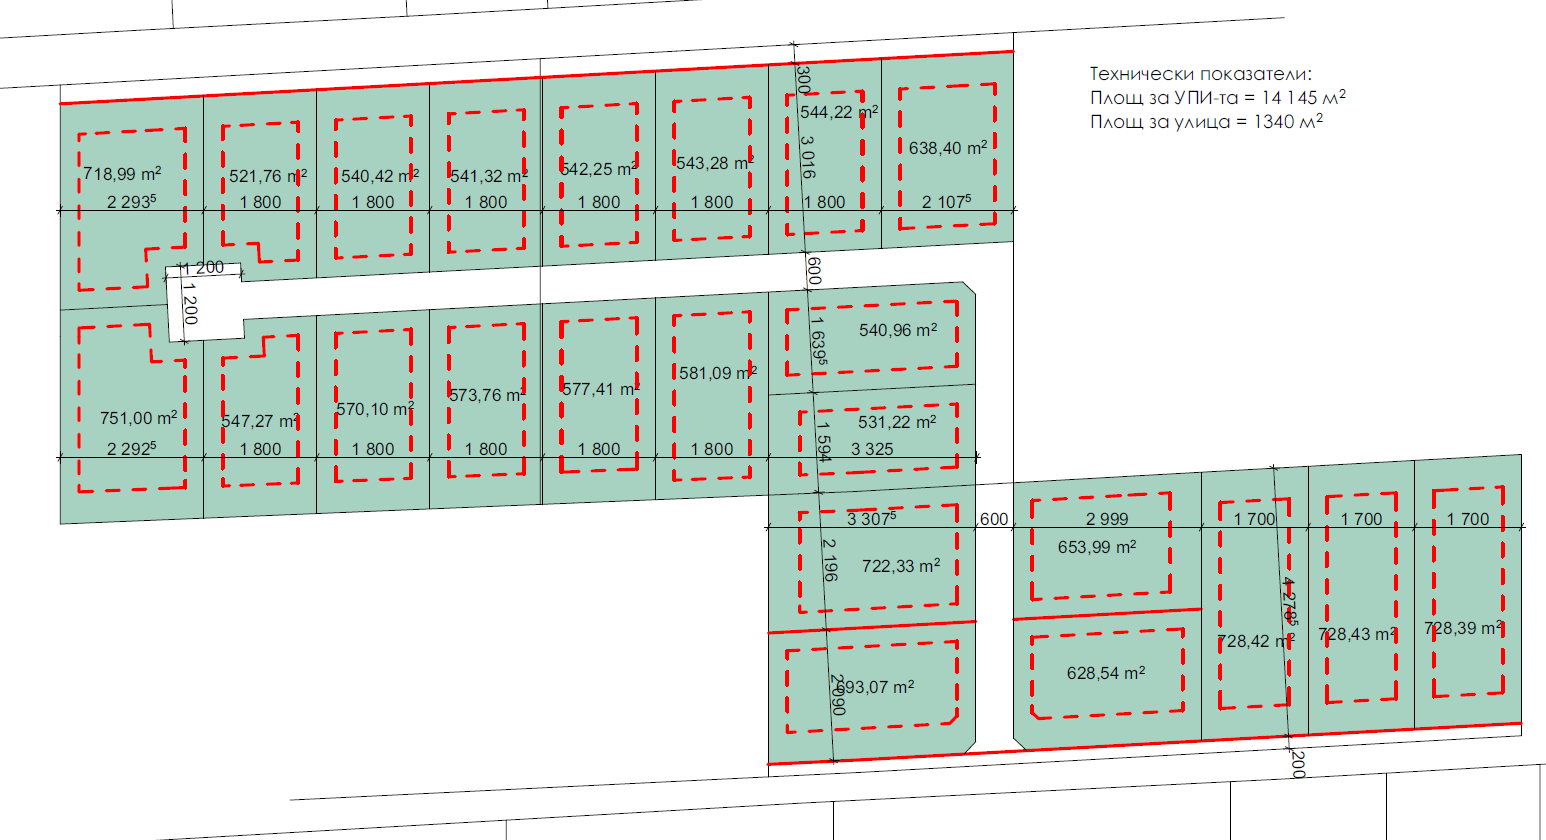 Технически показатели:
Площ за УПИ-та = 14 145 м²
Площ за улица = 1340 м²
300
544,22 m²
3 016
638,40 m²
718,99 m²
521,76 m²
540,42 m²
541,32 m²
542,25 m²
543,28 m²
2 293⁵
1 800
1 800
1 800
1 800
1 800
1 800
2 107⁵
600
1 200
1 200
540,96 m²
1 639⁵
751,00 m²
547,27 m²
570,10 m²
573,76 m²
577,41 m²
581,09 m²
531,22 m²
1 594
2 292⁵
1 800
1 800
1 800
1 800
1 800
3 325
3 307⁵
600
2 999
1 700
1 700
1 700
2 196
722,33 m²
653,99 m²
4 278⁵
728,42 m²
728,43 m²
728,39 m²
693,07 m²
2 090
628,54 m²
200